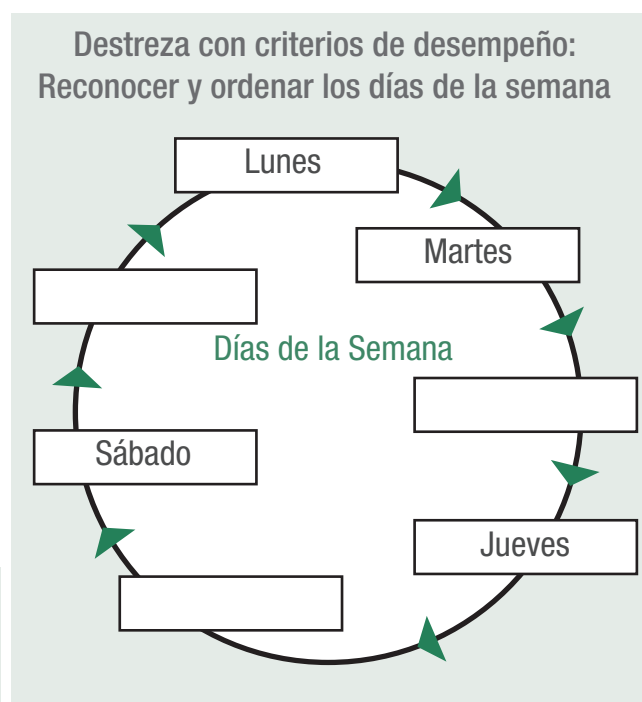 Destreza con criterios de desempeño:
Reconocer y ordenar los días de la semana
Lunes
Martes
Días de la Semana
Sábado
Jueves